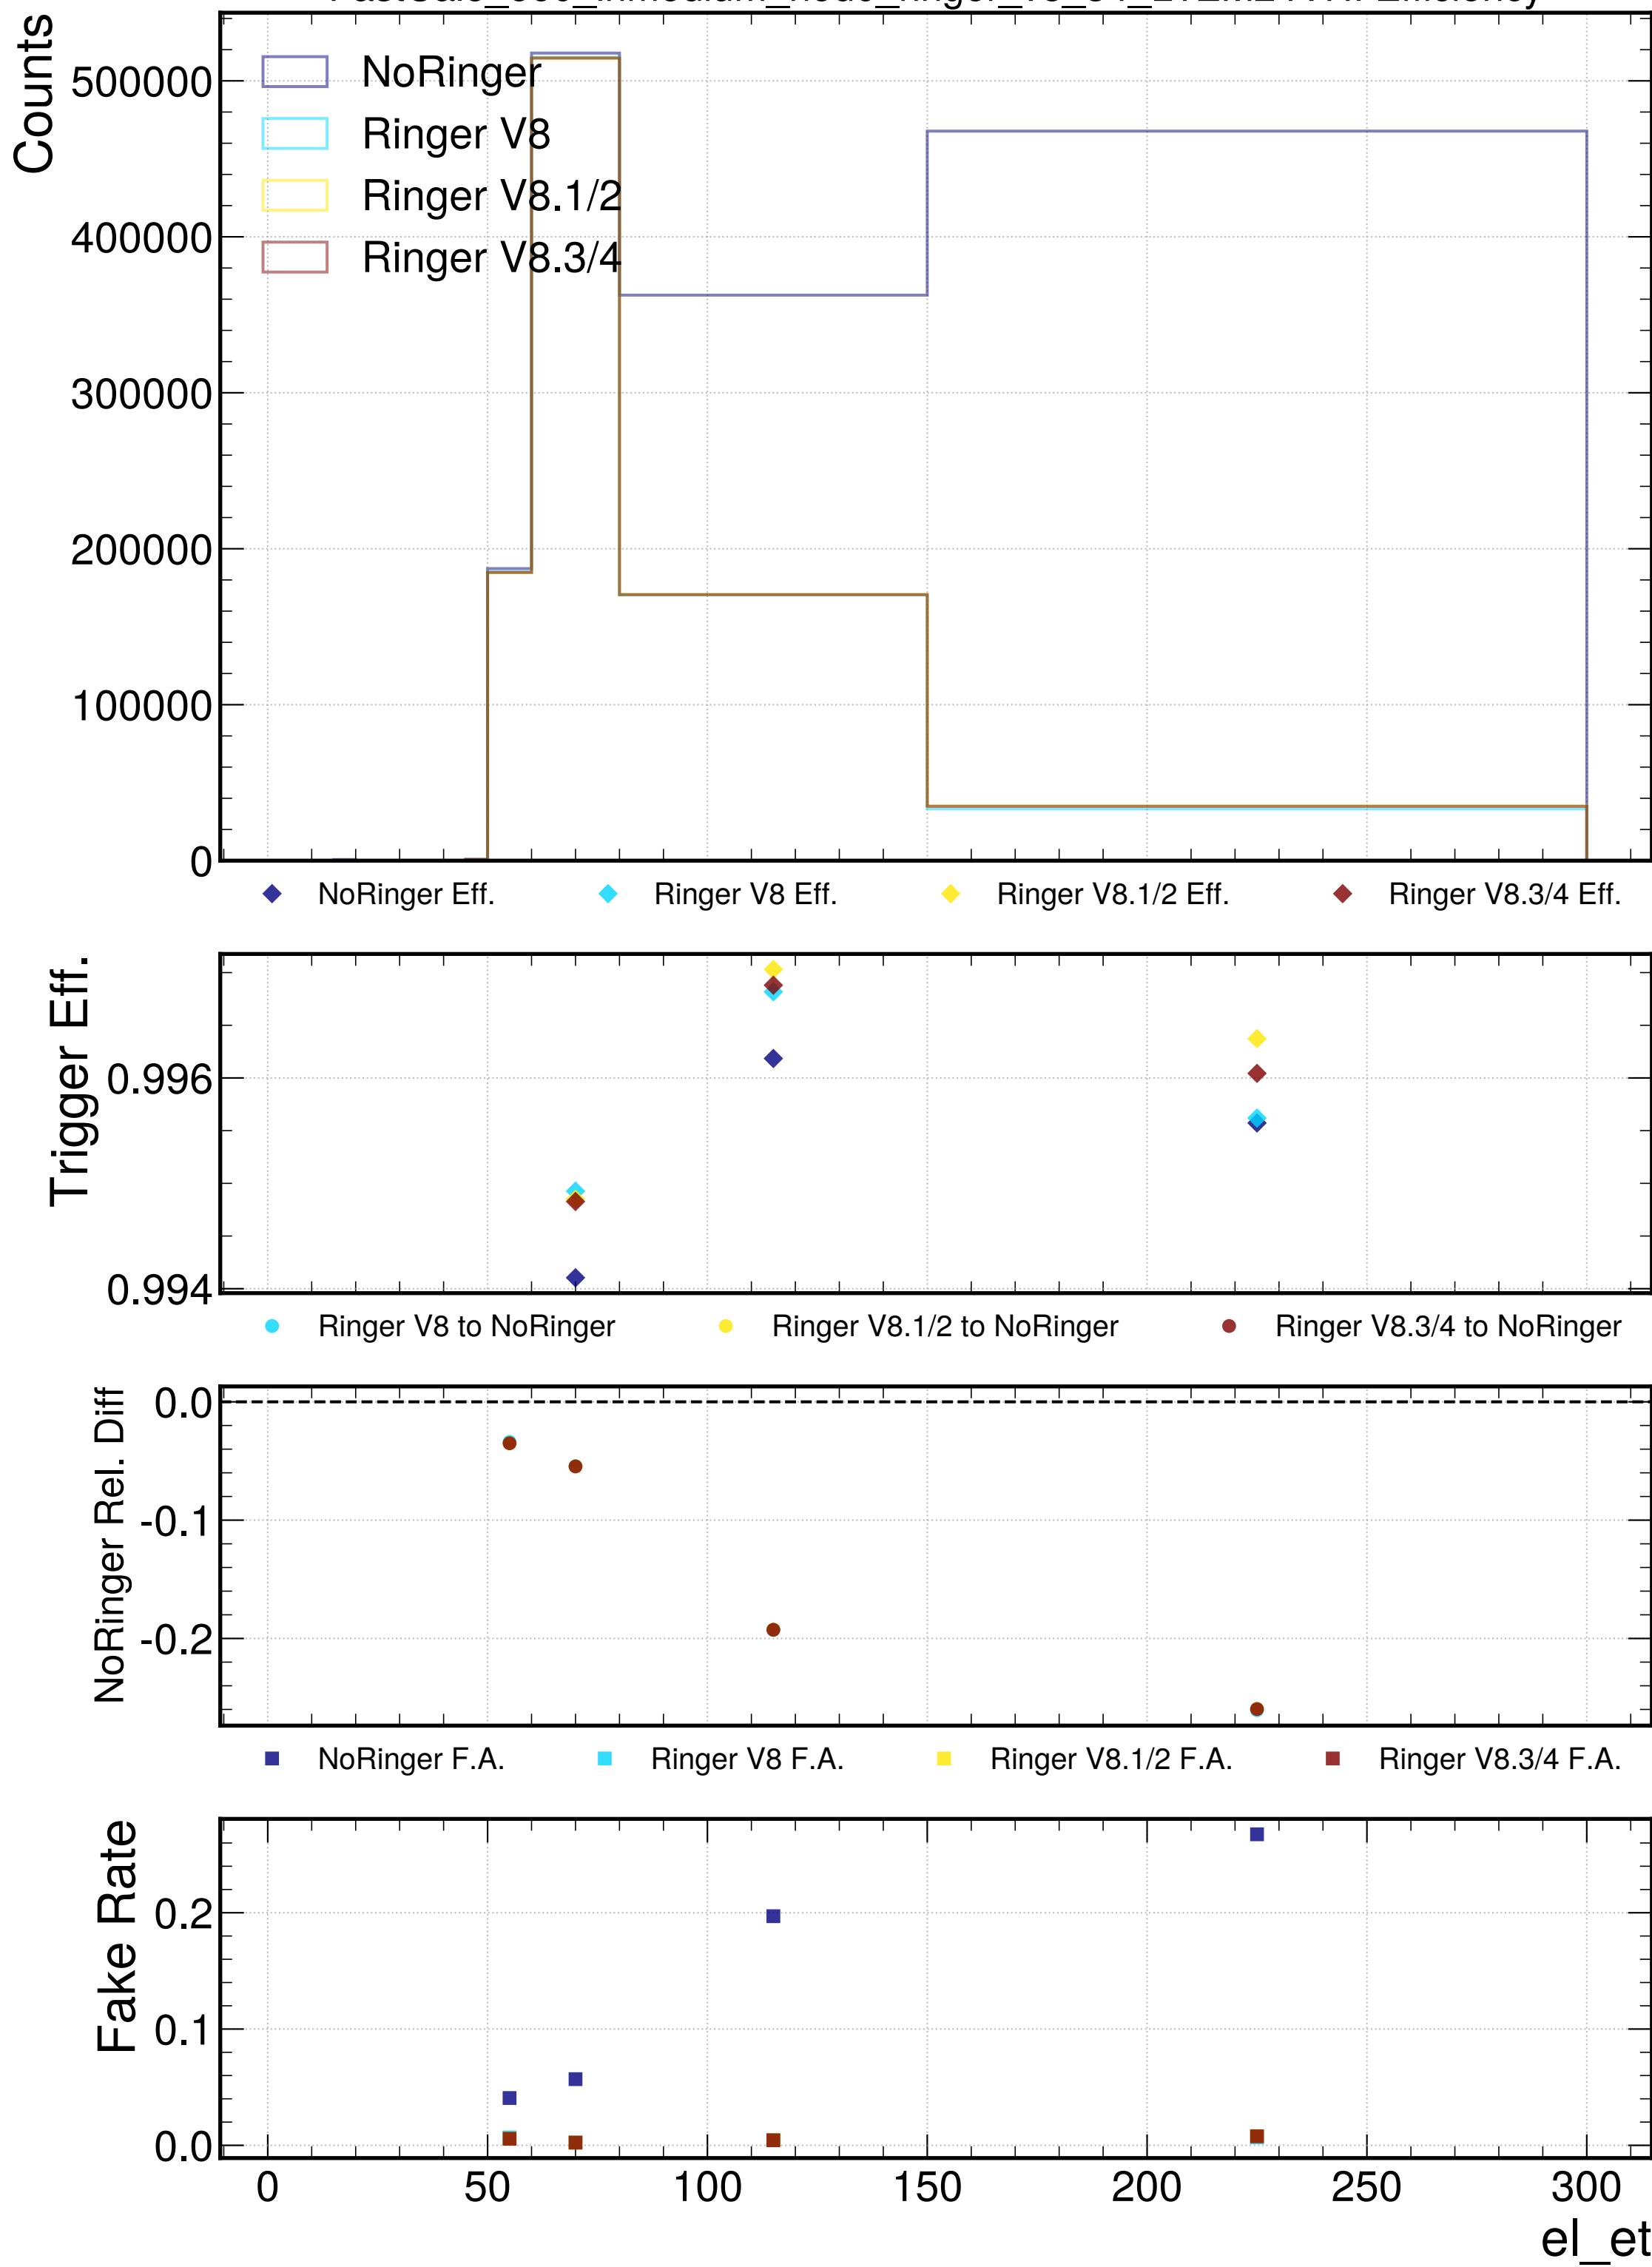 Counts
500000
400000
300000
200000
100000
0
NoRinger
Ringer V8
Ringer V8.1/2
Ringer V8.3/4
NoRinger Eff.
Ringer V8 Eff.
Ringer V8.1/2 Eff.
Ringer V8.3/4 Eff.
Trigger Eff.
0.996
0.994
Ringer V8 to NoRinger
Ringer V8.1/2 to NoRinger
Ringer V8.3/4 to NoRinger
NoRinger Rel. Diff
0.0
-0.1
-0.2
NoRinger F.A.
Ringer V8 F.A.
Ringer V8.1/2 F.A.
Ringer V8.3/4 F.A.
Fake Rate
0.2
0.1
0.0
0 50 100 150 200 250 300
el_et